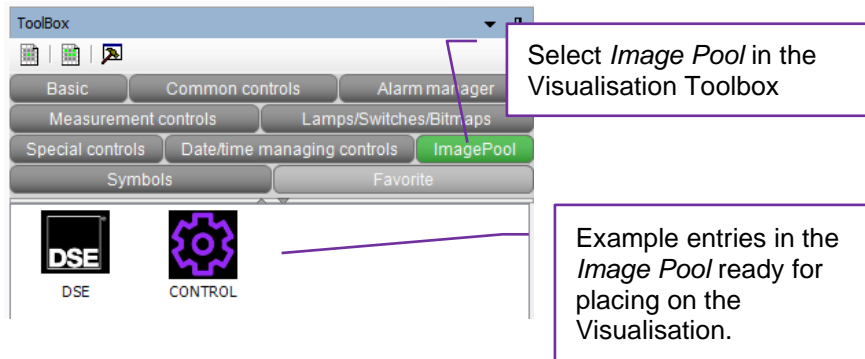 ToolBox
Basic
Common controls
Alarm manager
Measurement controls
Lamps/Switches/Bitmaps
Special controls
Date/time managing controls
ImagePool
Symbols
Favorite
DSE
DSE
CONTROL
Select Image Pool in the
Visualisation Toolbox
Example entries in the
Image Pool ready for
placing on the
Visualisation.